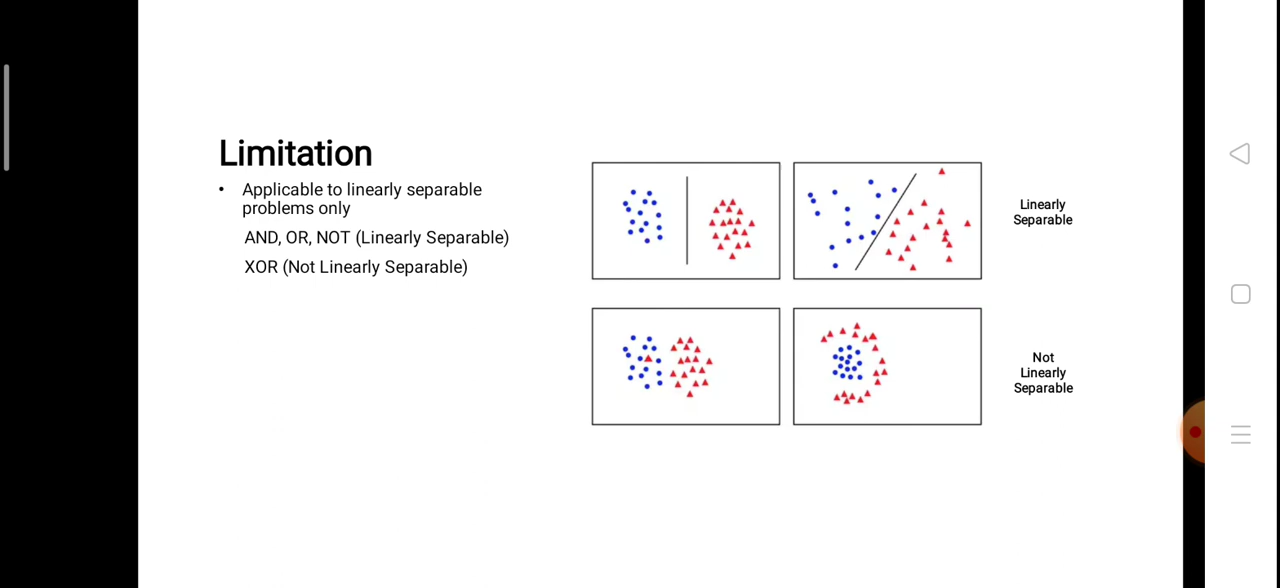 Limitation
• Applicable to linearly separable
problems only
AND, OR, NOT (Linearly Separable)
XOR (Not Linearly Separable)
Linearly
Separable
Not
Linearly
Separable